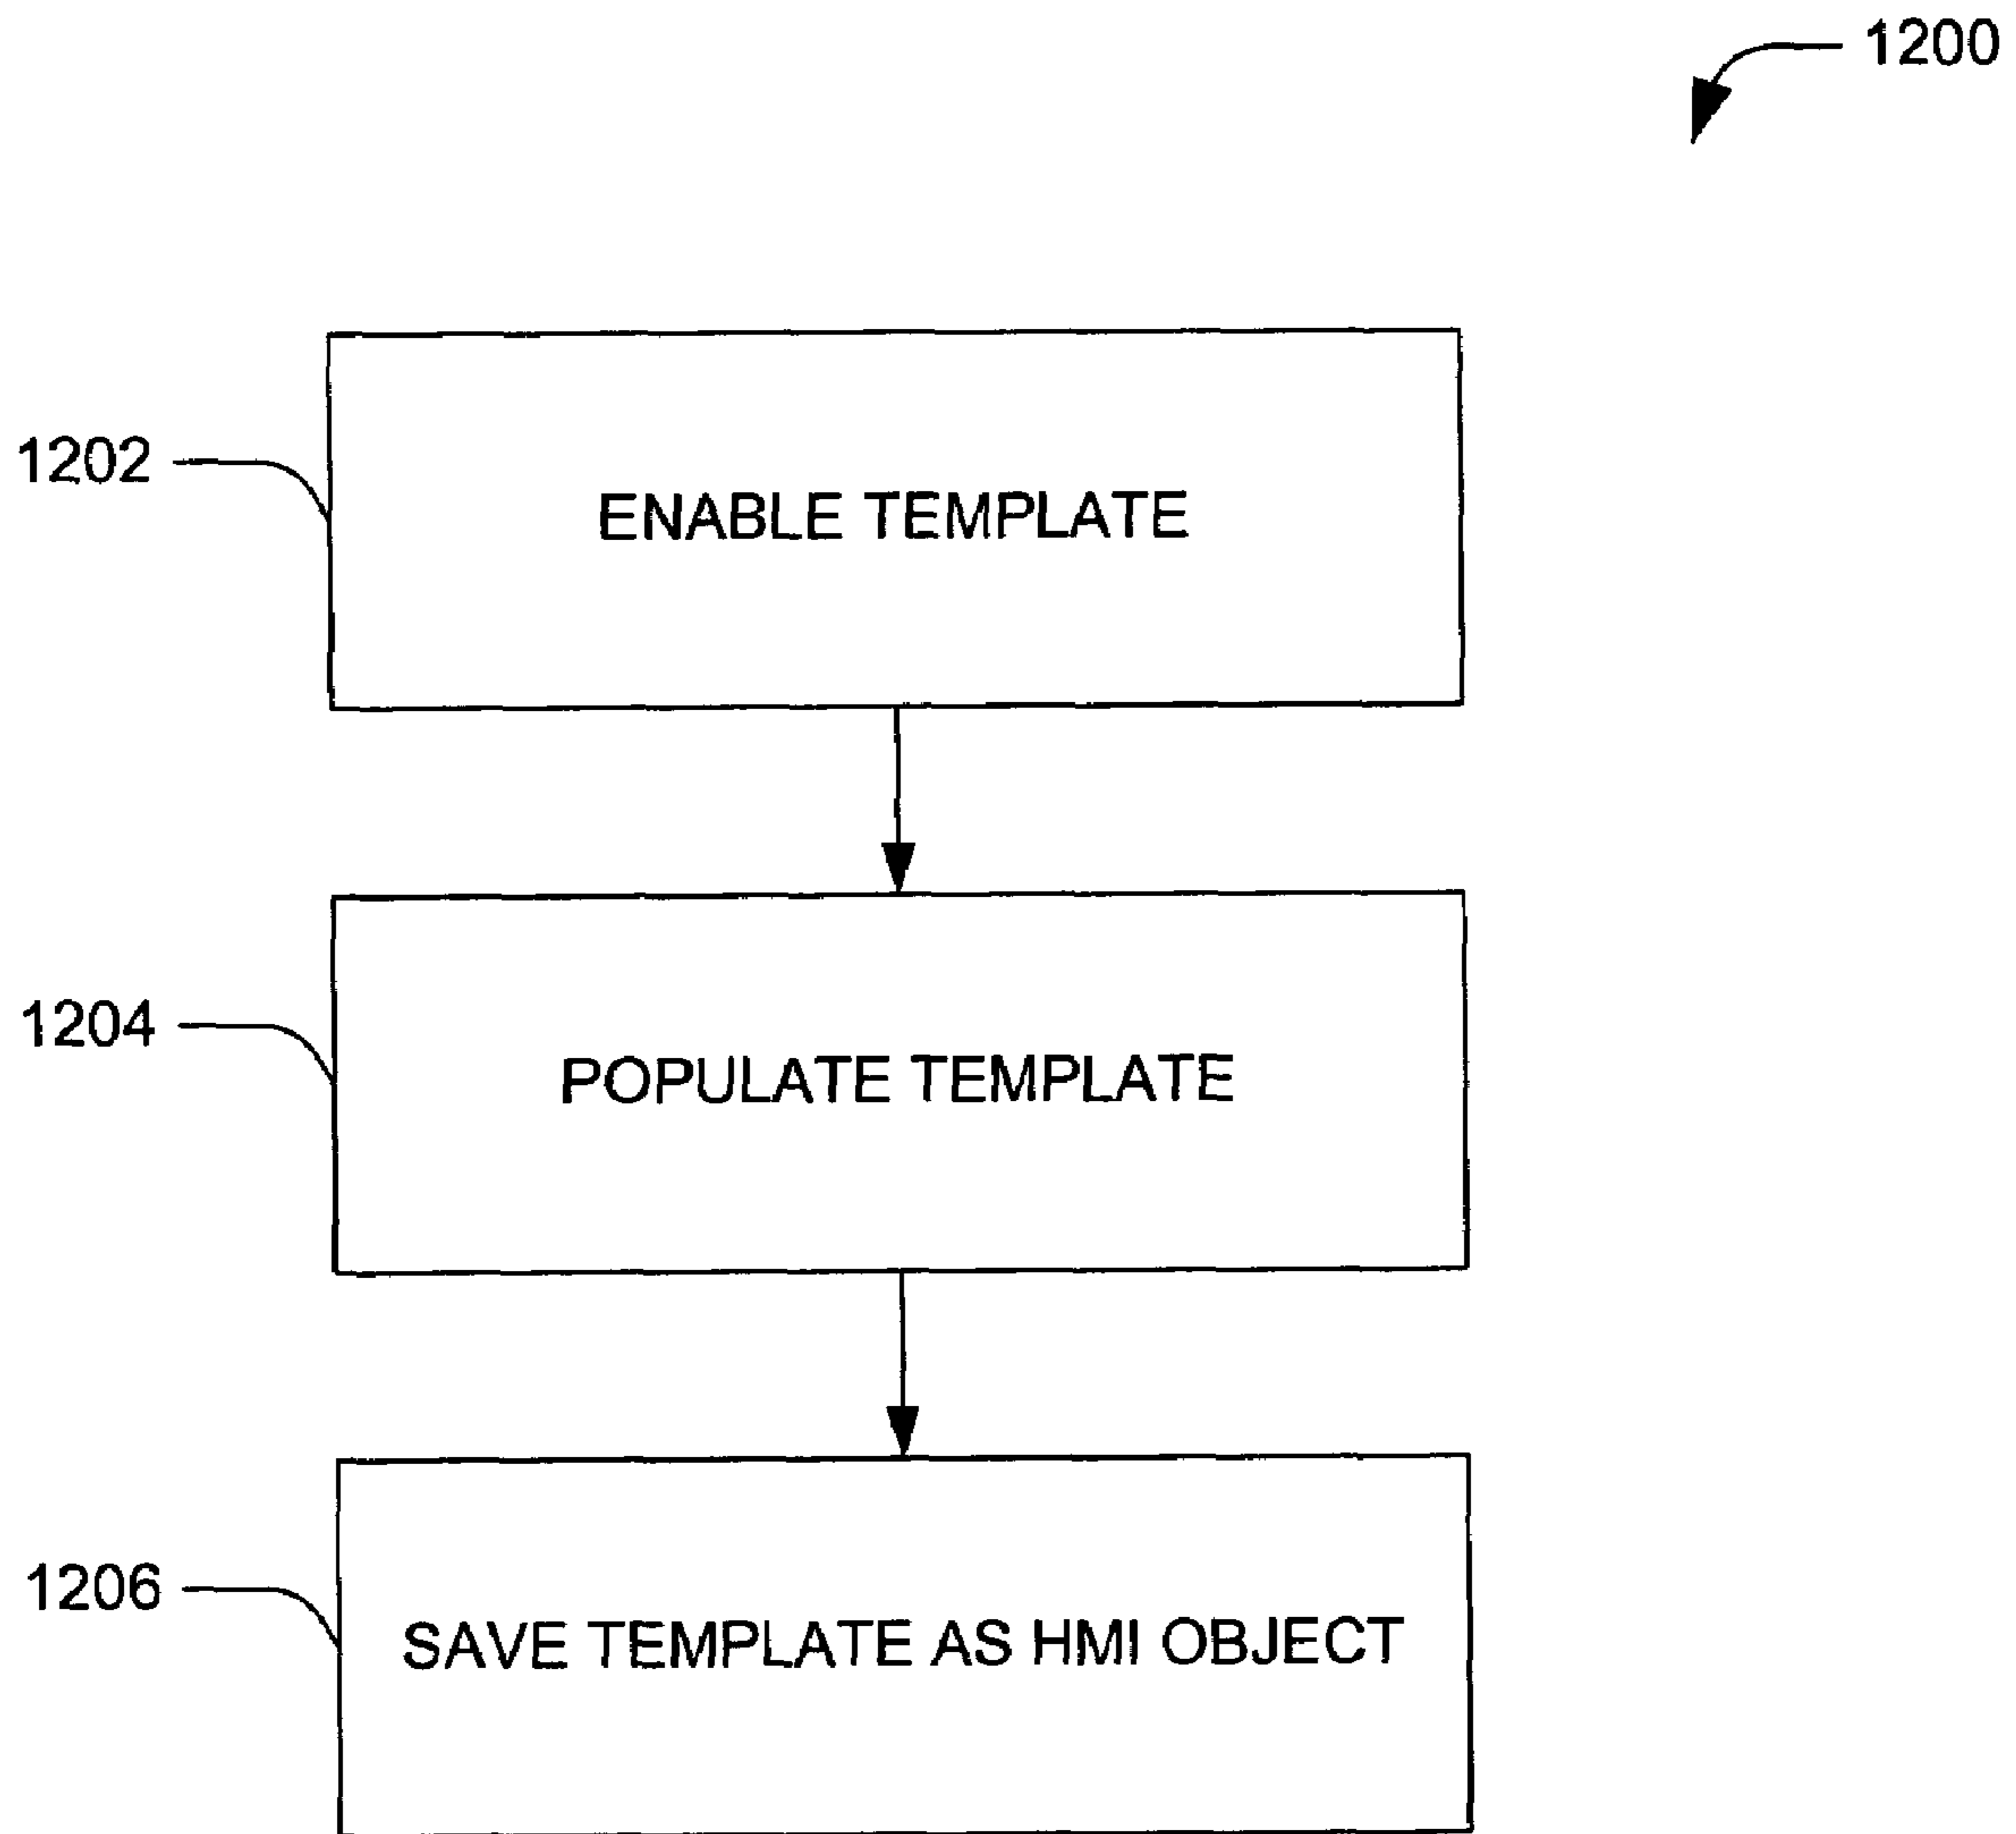 1200
1202
ENABLE TEMPLATE
1204
POPULATE TEMPLATE
1206
SAVE TEMPLATE AS HMI OBJECT